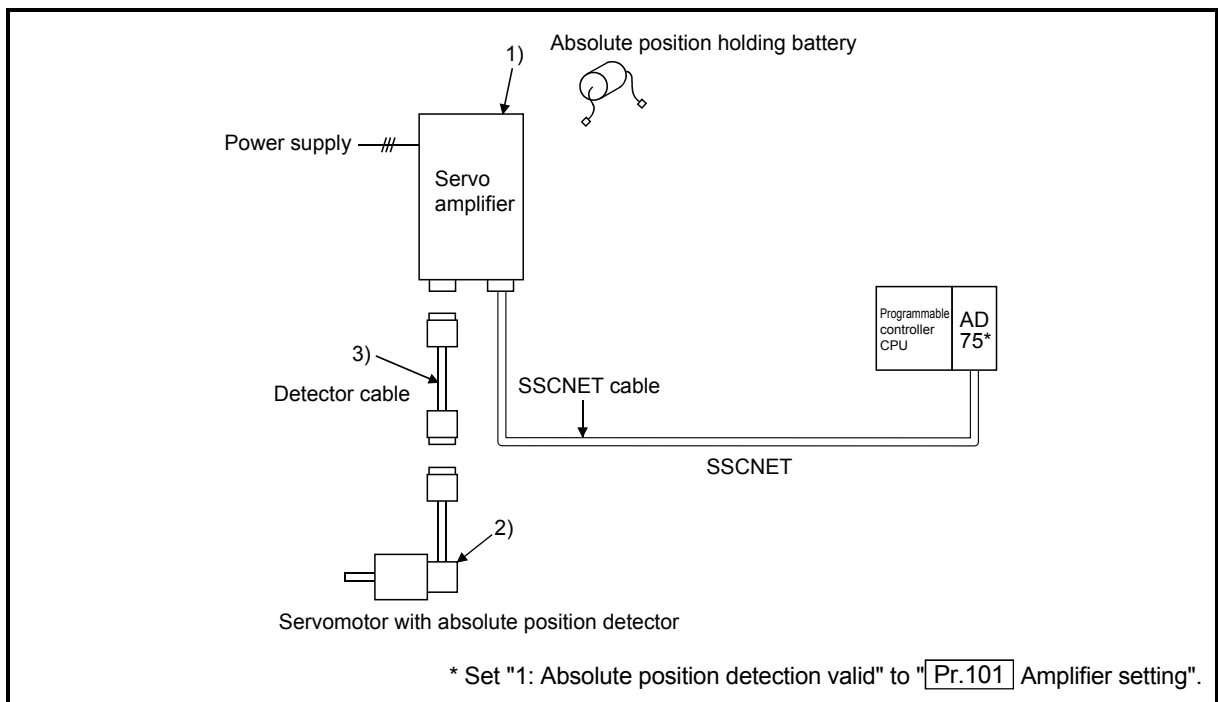 Absolute position holding battery
1)
Power supply
Servo
amplifier
Programmable
controller
CPU
AD
75*
3)
Detector cable
SSCNET cable
SSCNET
2)
Servomotor with absolute position detector
* Set "1: Absolute position detection valid" to " Pr.101 Amplifier setting".